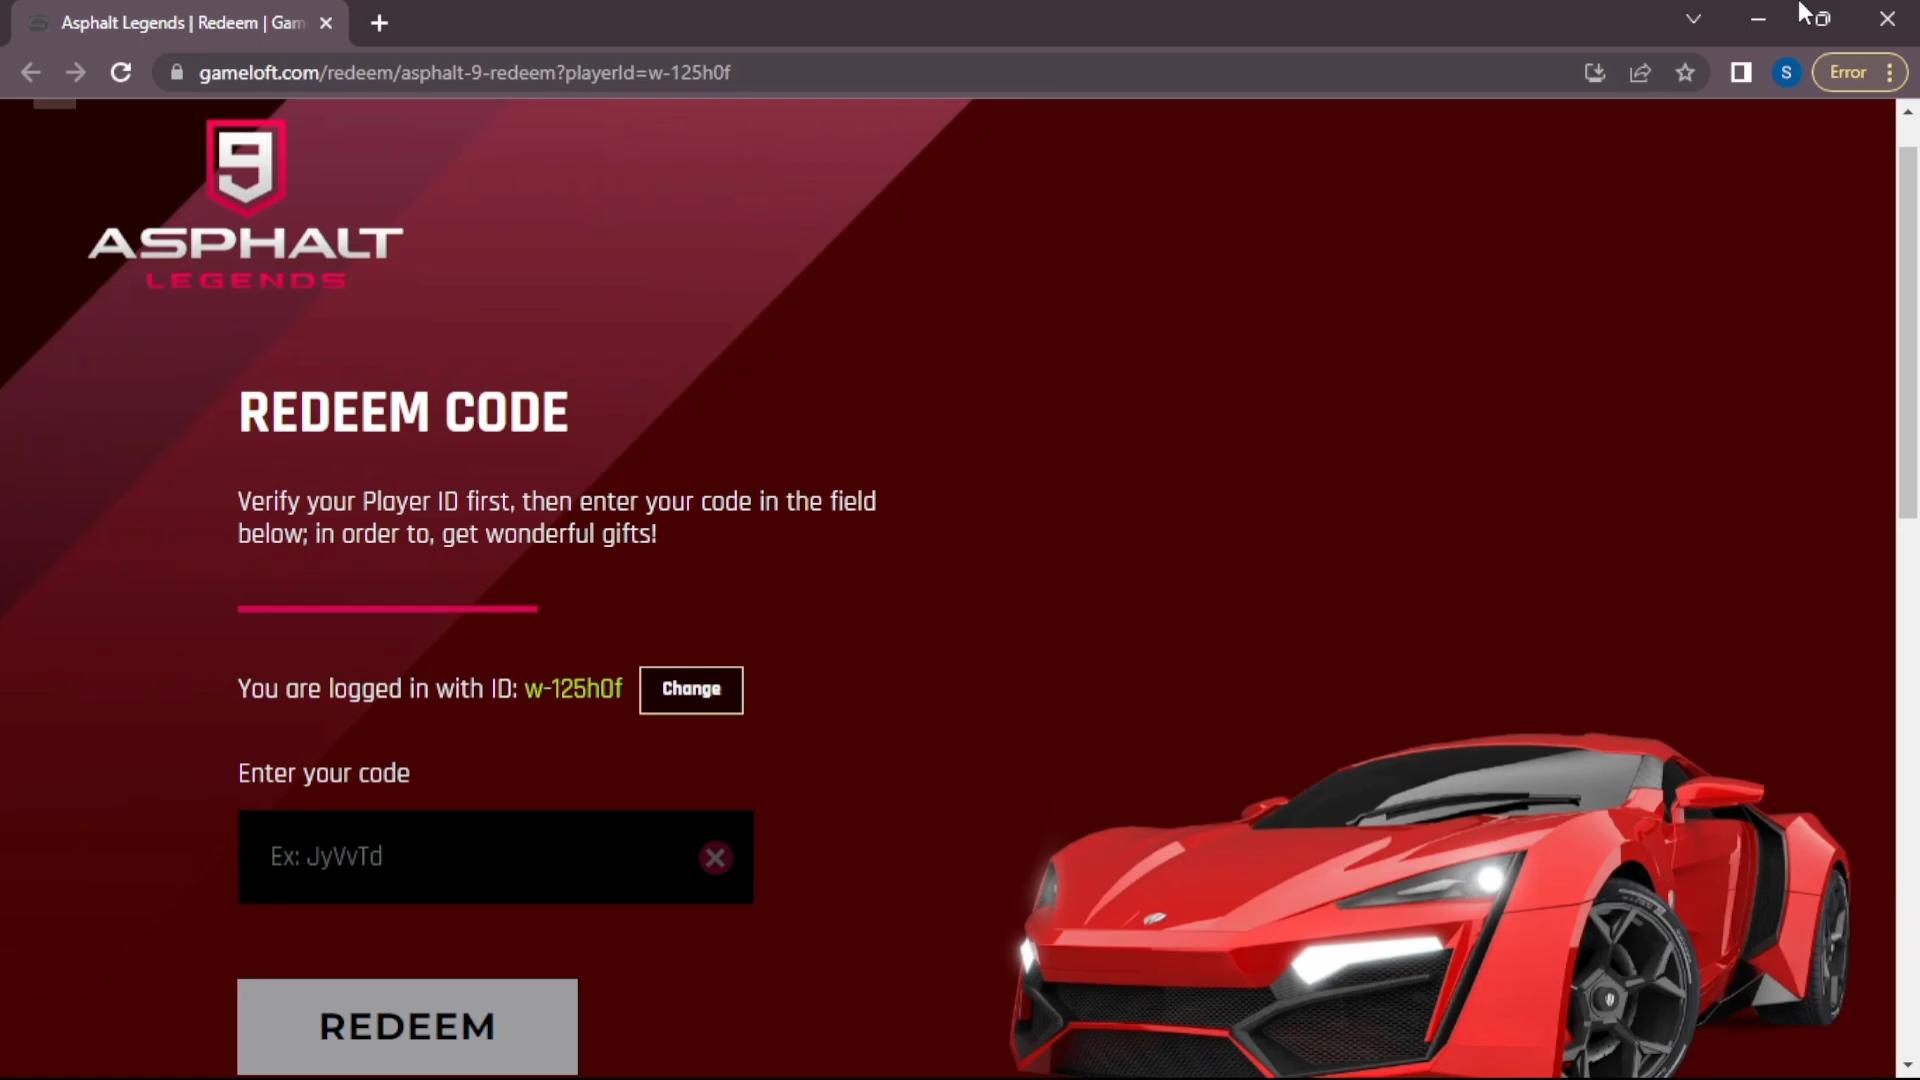 Asphalt Legends | Redeem | Gam
gameloft.com/redeem/asphalt-9-redeem?playerId=w-125h0f
S
Error
9
ASPHALT
LEGENDS
REDEEM CODE
Verify your Player ID first, then enter your code in the field
below; in order to, get wonderful gifts!
You are logged in with ID: w-125h0f
Change
Enter your code
Ex: JyVvTd
REDEEM